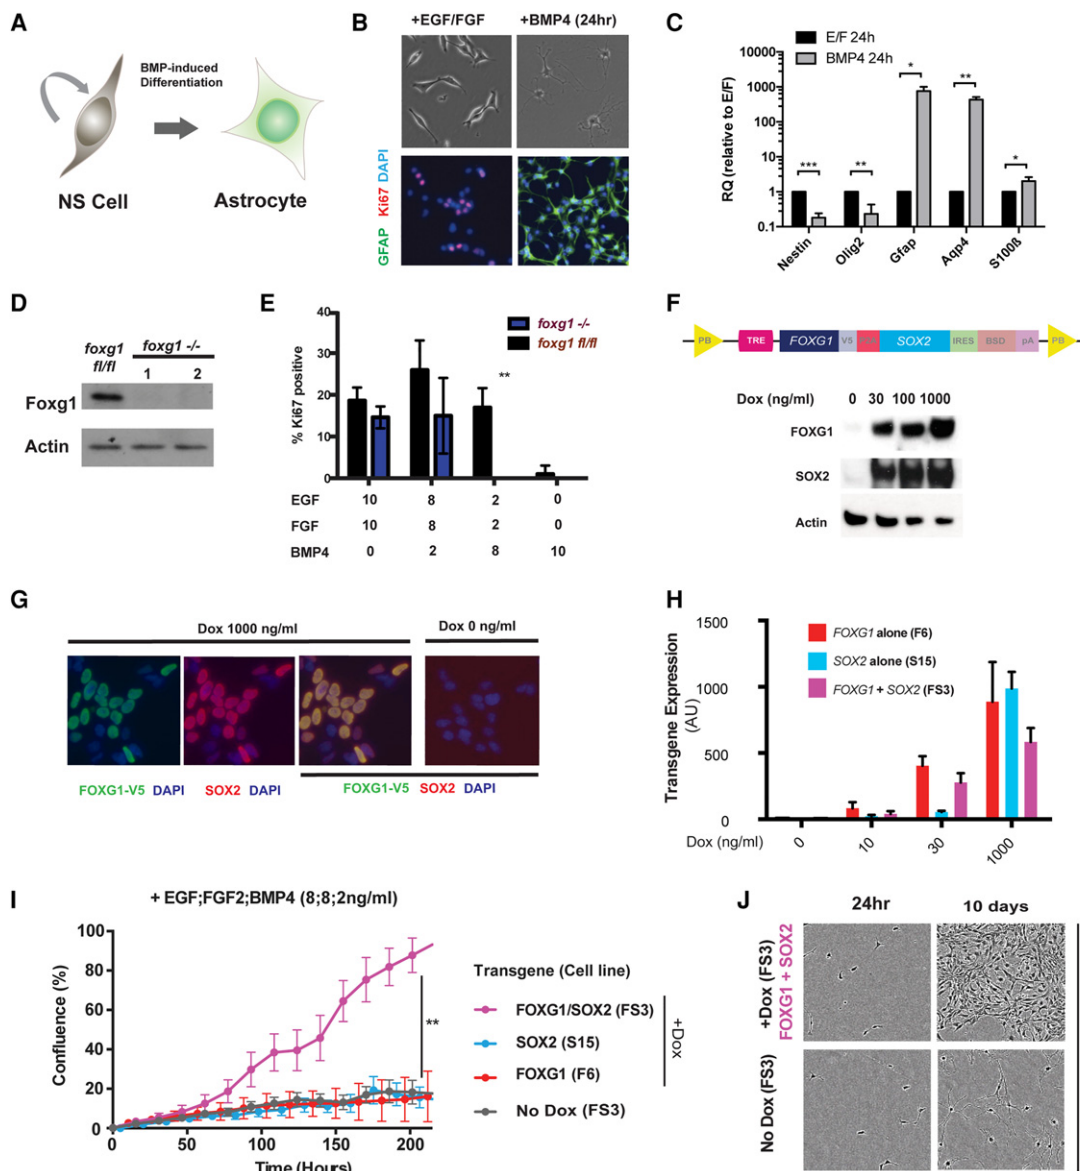 A
BMP-induced
Differentiation
NS Cell
Astrocyte
B
+EGF/FGF
+BMP4 (24hr)
GFAP Ki67 DAPI
C
E/F 24h
BMP4 24h
RQ (relative to E/F)
10000
1000
100
10
1
0.1
*
**
***
**
*
Nestin
Olig2
Gfap
Aqp4
S100ß
D
foxg1 fl/fl
foxg1 -/-
1 2
Foxg1
Actin
E
% Ki67 positive
40
30
20
10
0
foxg1 -/-
foxg1 fl/fl
**
EGF 10 8 2 0
FGF 10 8 2 0
BMP4 0 2 8 10
F
PB TRE FOXG1 V5 SOX2 IRES BSD pA PB
Dox (ng/ml) 0 30 100 1000
FOXG1
SOX2
Actin
G
Dox 1000 ng/ml
Dox 0 ng/ml
FOXG1-V5 DAPI
SOX2 DAPI
FOXG1-V5 SOX2 DAPI
H
Transgene Expression
(AU)
1500
1000
500
0
FOXG1 alone (F6)
SOX2 alone (S15)
FOXG1 + SOX2 (FS3)
Dox (ng/ml)
0
10
30
1000
I
+ EGF;FGF2;BMP4 (8;8;2ng/ml)
Confluence (%)
100
80
60
40
20
0
0 50 100 150 200
Time (Hours)
**
Transgene (Cell line)
FOXG1/SOX2 (FS3)
SOX2 (S15)
FOXG1 (F6)
No Dox (FS3)
+Dox
J
24hr
10 days
+Dox (FS3)
FOXG1 + SOX2
No Dox (FS3)